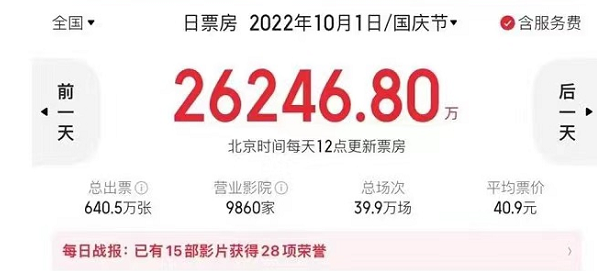 全国 日票房 2022年10月1日/国庆节 含服务费
前一天
26246.80万
后一天
北京时间每天12点更新票房
总出票 营业影院 总场次 平均票价
640.5万张 9860家 39.9万场 40.9元
每日战报：已有15部影片获得28项荣誉